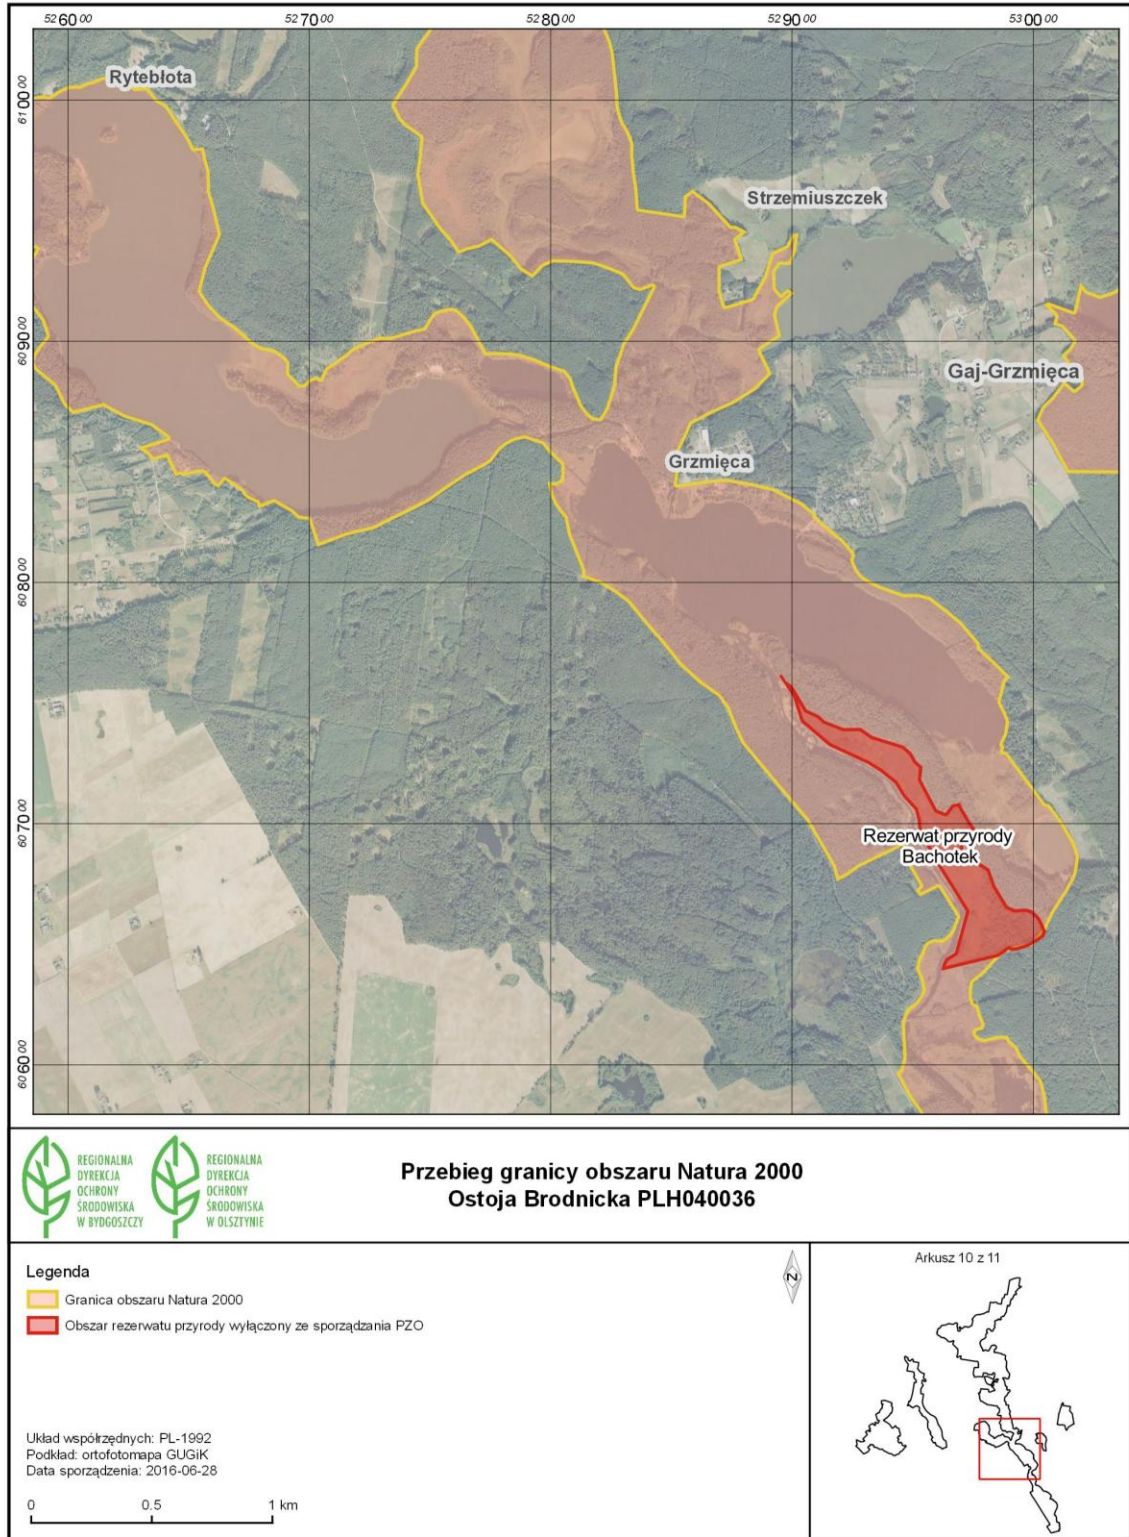 5260 00
5270 00
5280 00
5290 00
5300 00
6100 00
6090 00
6080 00
6070 00
6060 00
Rytebłota
Strzemiuszczek
Gaj-Grzmięca
Grzmięca
Rezerwat przyrody
Bachotek
REGIONALNA
DYREKCJA
OCHRONY
ŚRODOWISKA
W BYDGOSZCZY
REGIONALNA
DYREKCJA
OCHRONY
ŚRODOWISKA
W OLSZTYNIE
Przebieg granicy obszaru Natura 2000
Ostoja Brodnicka PLH040036
Legenda
Granica obszaru Natura 2000
Obszar rezerwatu przyrody wyłączony ze sporządzania PZO
N
Arkusz 10 z 11
Układ współrzędnych: PL-1992
Podkład: ortofotomapa GUGiK
Data sporządzenia: 2016-06-28
0 0.5 1 km